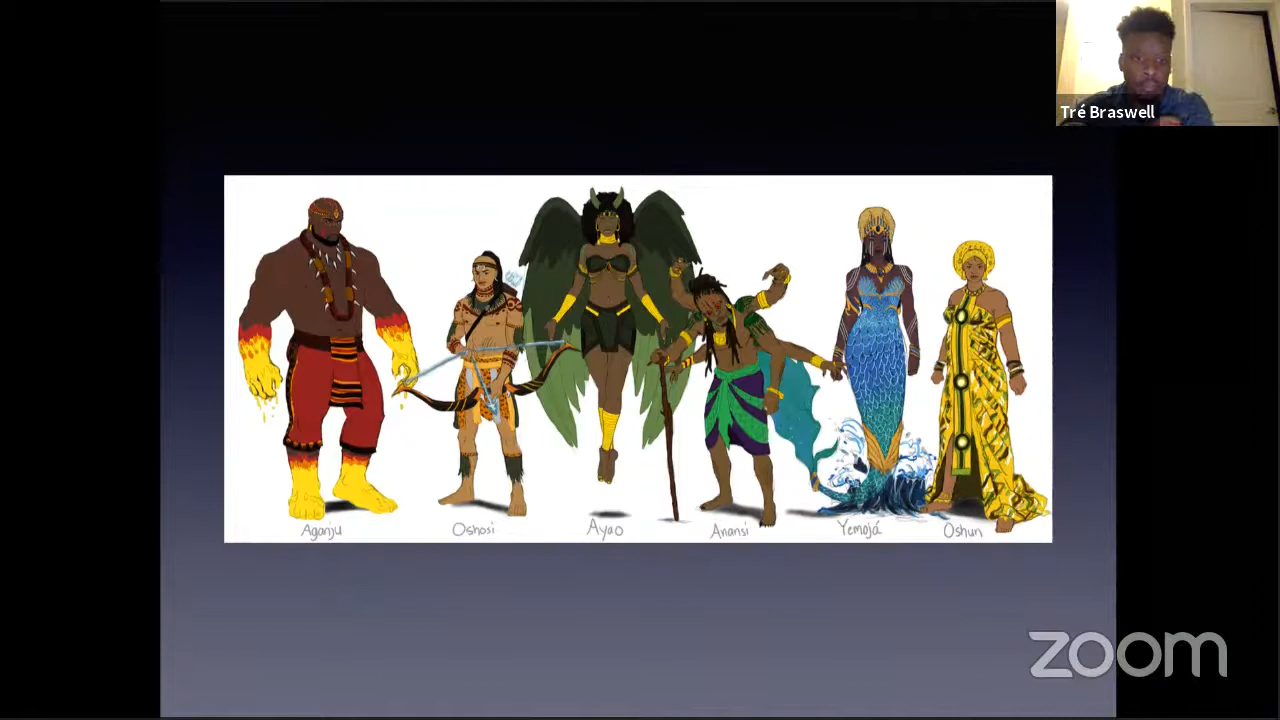 Tré Braswell
Aganju
Oshosi
Ayao
Anansi
Yemojá
Oshun
zoom